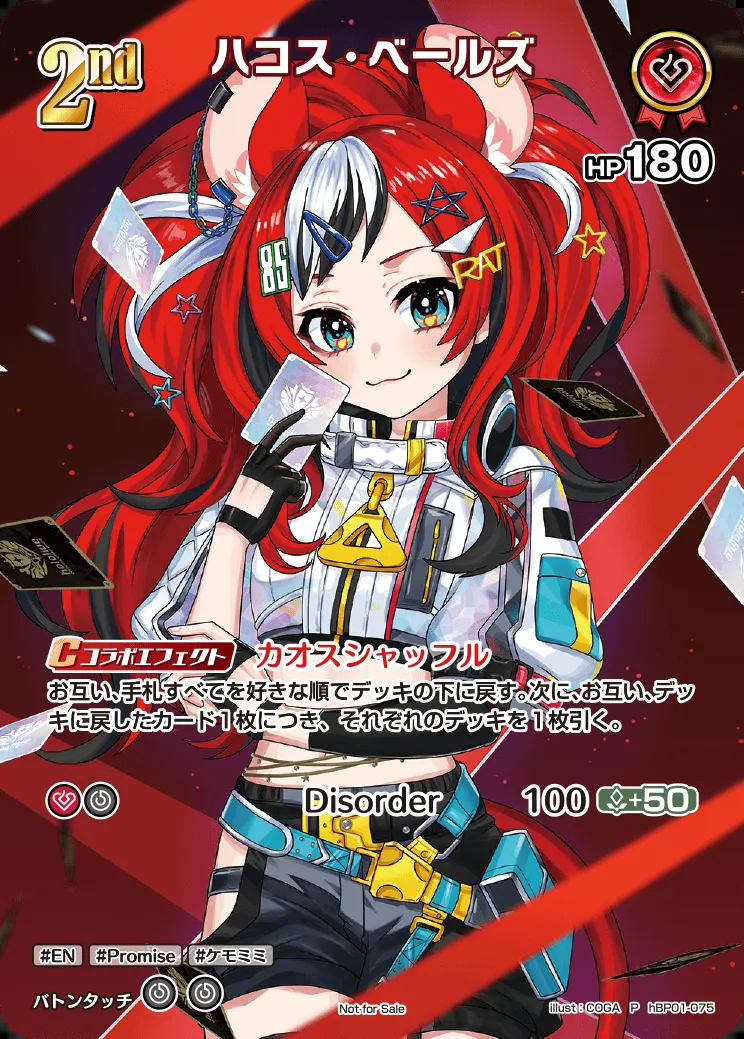 2nd
ハコス・ベールズ
HP180
85
RAT
hololive
hololive
hololive
Cコラボエフェクト カオスシャッフル
お互い、手札すべてを好きな順でデッキの下に戻す。次に、お互い、デッ
キに戻したカード1枚につき、それぞれのデッキを1枚引く。
Disorder 100 +50
#EN #Promise #ケモミミ
バトンタッチ
Not for Sale
illust:COGA P hBP01-075